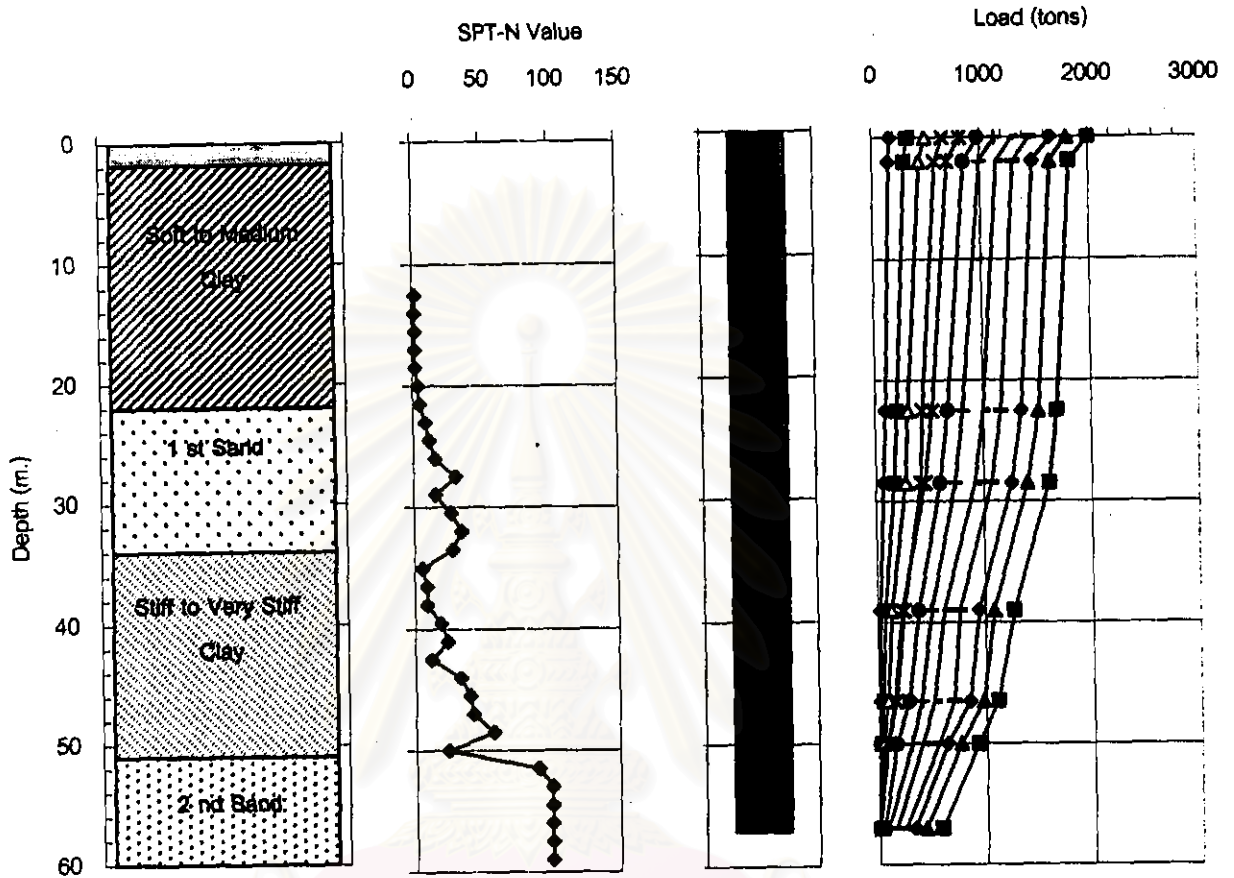 SPT-N Value
Load (tons)
0 50 100 150
0 1000 2000 3000
0
10
20
30
40
50
60
Depth (m.)
Soft to Medium
Clay
1 st Sand
Stiff to Very Stiff
Clay
2 nd Sand